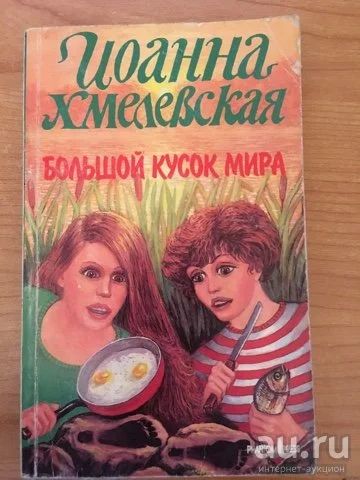 Иоанна
Хмелевская
БОЛЬШОЙ КУСОК МИРА
au.ru
интернет-аукцион